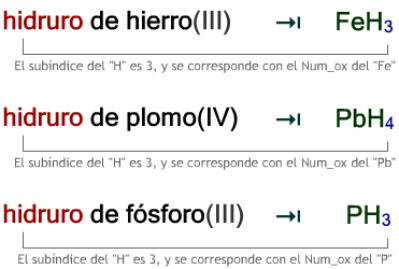 hidruro de hierro(III) → FeH₃
El subíndice del "H" es 3, y se corresponde con el Num_ox del "Fe"
hidruro de plomo(IV) → PbH₄
El subíndice del "H" es 3, y se corresponde con el Num_ox del "Pb"
hidruro de fósforo(III) → PH₃
El subíndice del "H" es 3, y se corresponde con el Num_ox del "P"